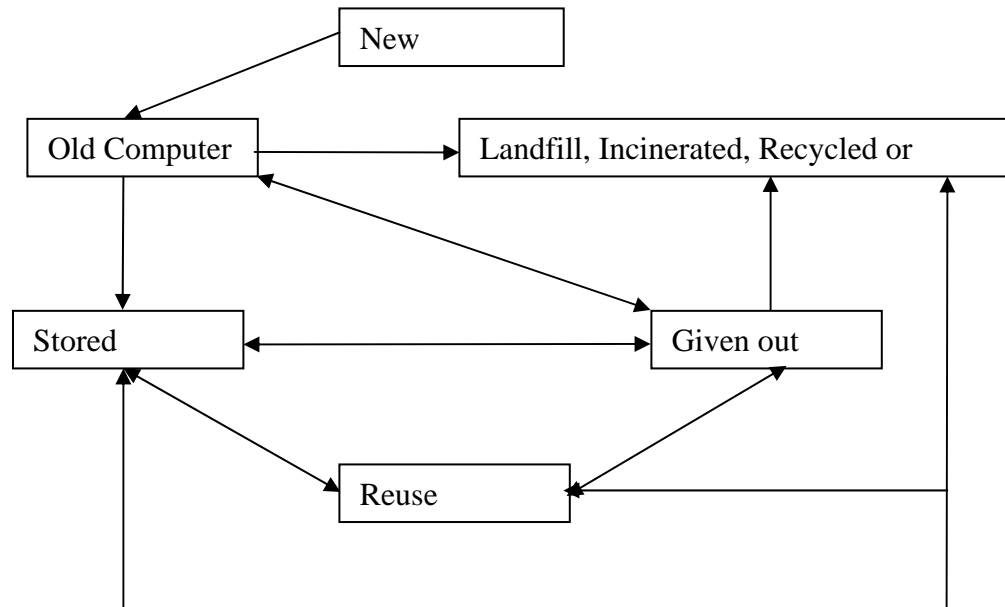 New
Old Computer
Landfill, Incinerated, Recycled or
Stored
Given out
Reuse